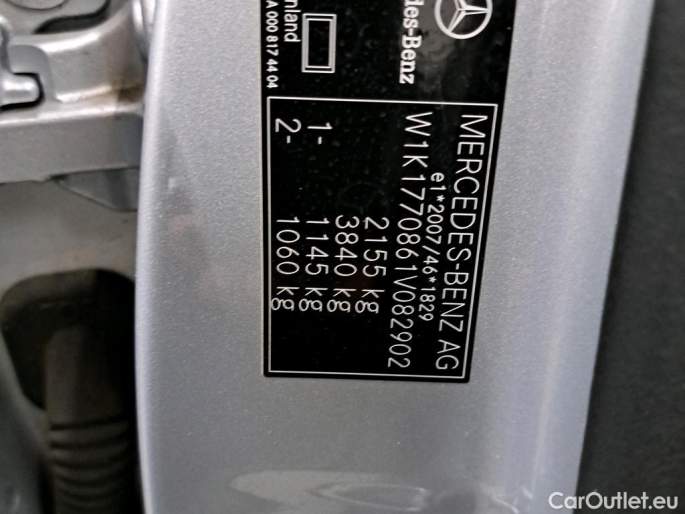 des-Benz
nland
A 000 817 44 04
MERCEDES-BENZ AG
e1*2007/46*1829
W1K1770861V082902
2155 kg
3840 kg
1- 1145 kg
2- 1060 kg
CarOutlet.eu